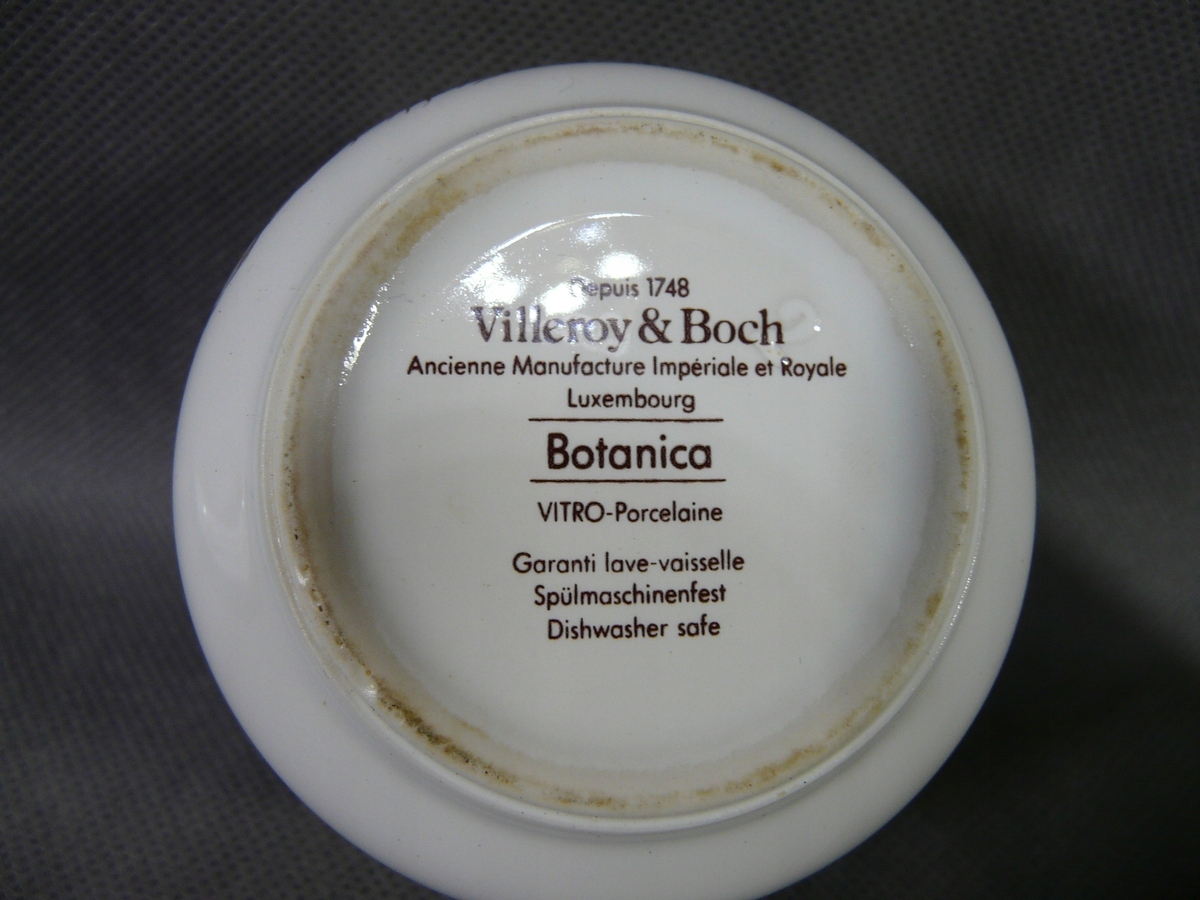 Depuis 1748
Villeroy & Boch
Ancienne Manufacture Impériale et Royale
Luxembourg
Botanica
VITRO-Porcelaine
Garanti lave-vaisselle
Spülmaschinenfest
Dishwasher safe